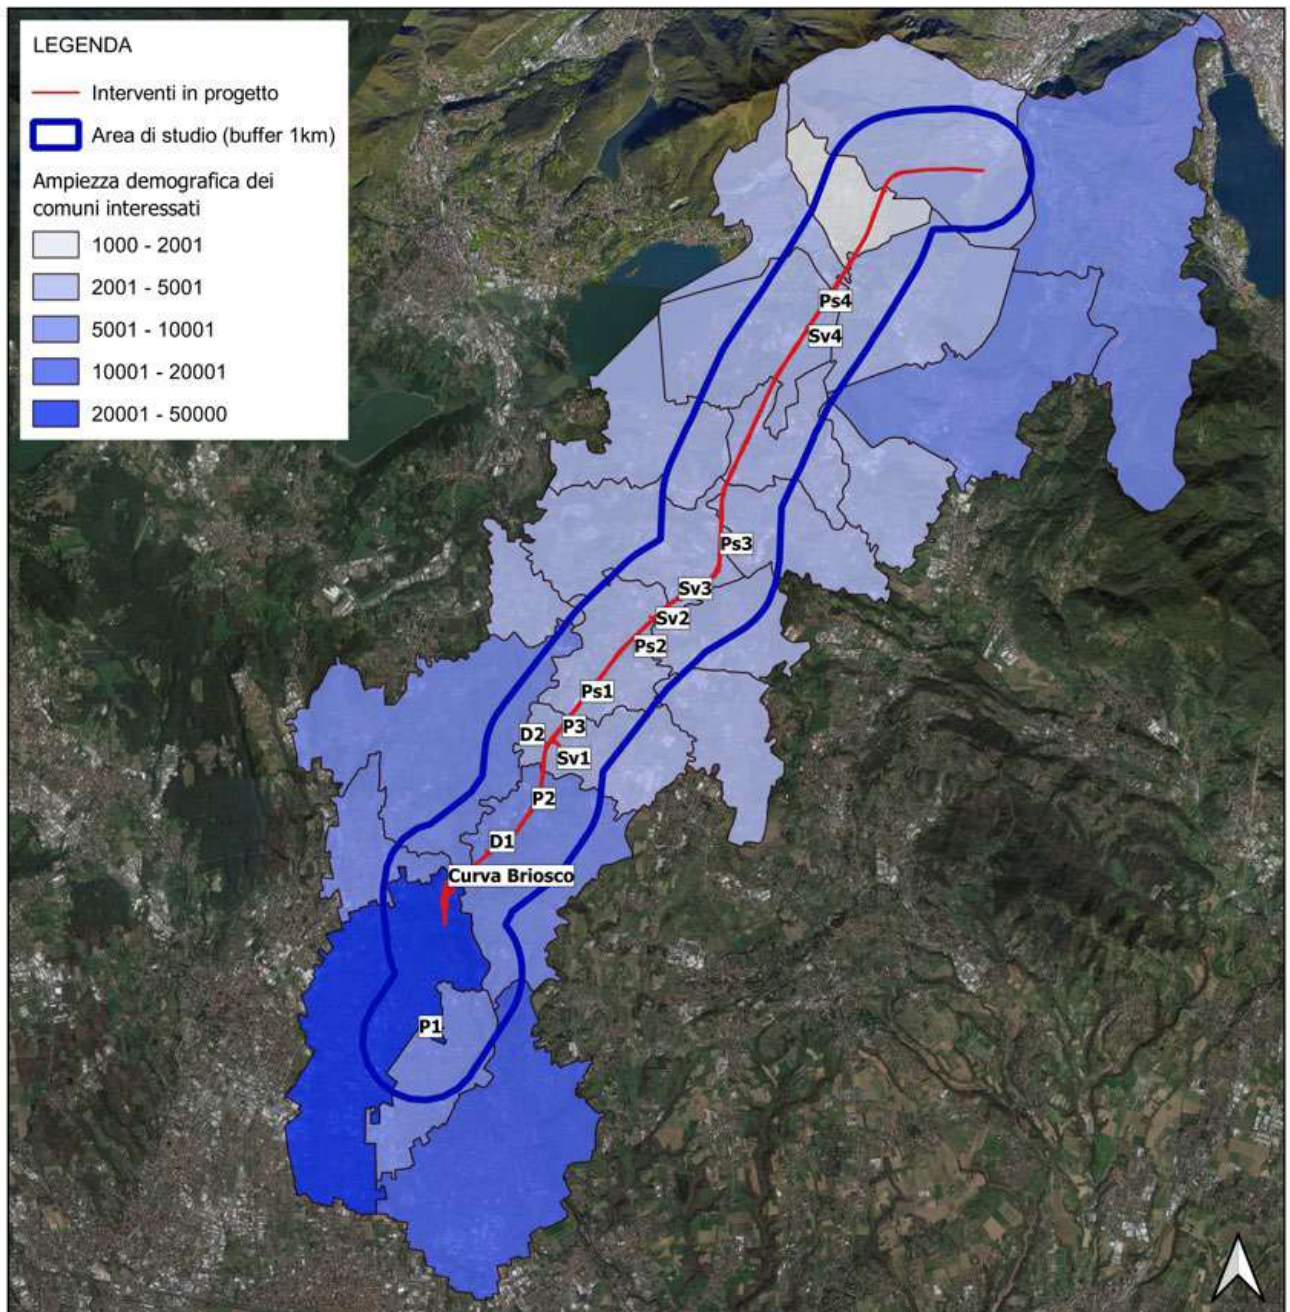 LEGENDA
Interventi in progetto
Area di studio (buffer 1km)
Ampiezza demografica dei
comuni interessati
1000 - 2001
2001 - 5001
5001 - 10001
10001 - 20001
20001 - 50000
Ps4
Sv4
Ps3
Sv3
Sv2
Ps2
Ps1
P3
D2
Sv1
P2
D1
Curva Briosco
P1